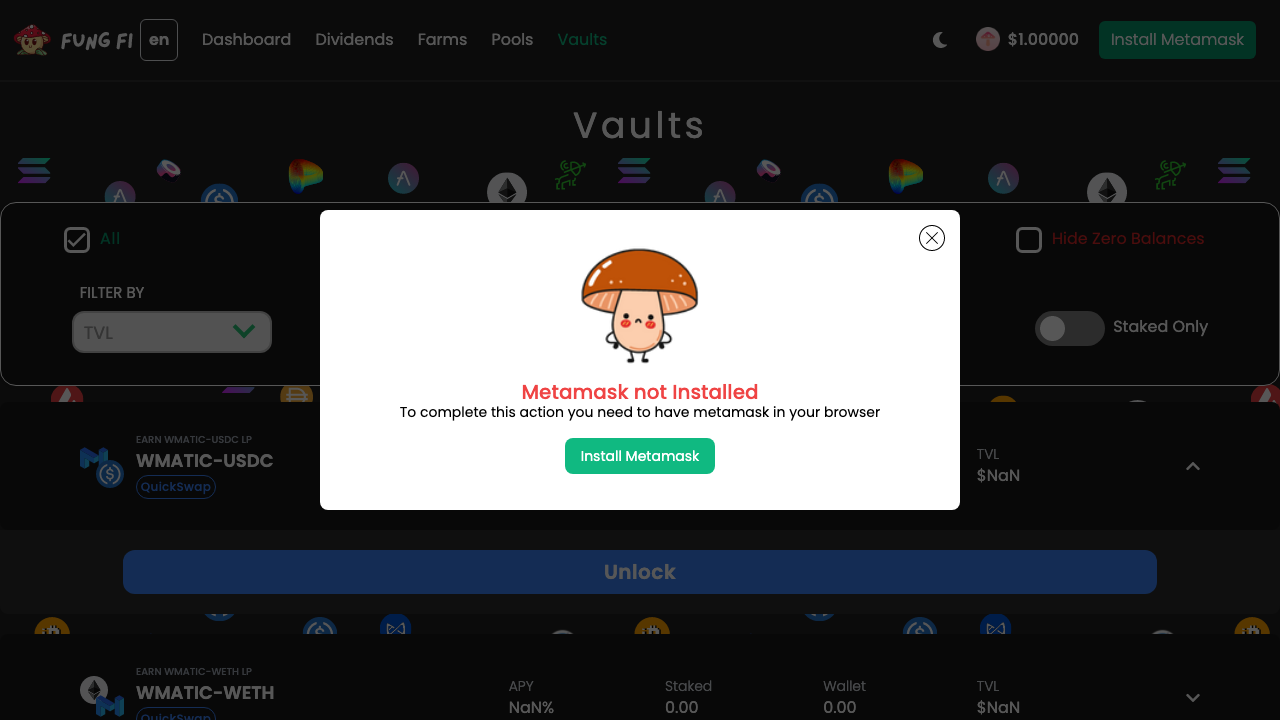 FUNG FI
en
Dashboard
Dividends
Farms
Pools
Vaults
$1.00000
Install Metamask
Vaults
All
Hide Zero Balances
FILTER BY
TVL
Staked Only
Metamask not Installed
To complete this action you need to have metamask in your browser
Install Metamask
EARN WMATIC-USDC LP
WMATIC-USDC
QuickSwap
TVL
$NaN
Unlock
EARN WMATIC-WETH LP
WMATIC-WETH
QuickSwap
APY
NaN%
Staked
0.00
Wallet
0.00
TVL
$NaN